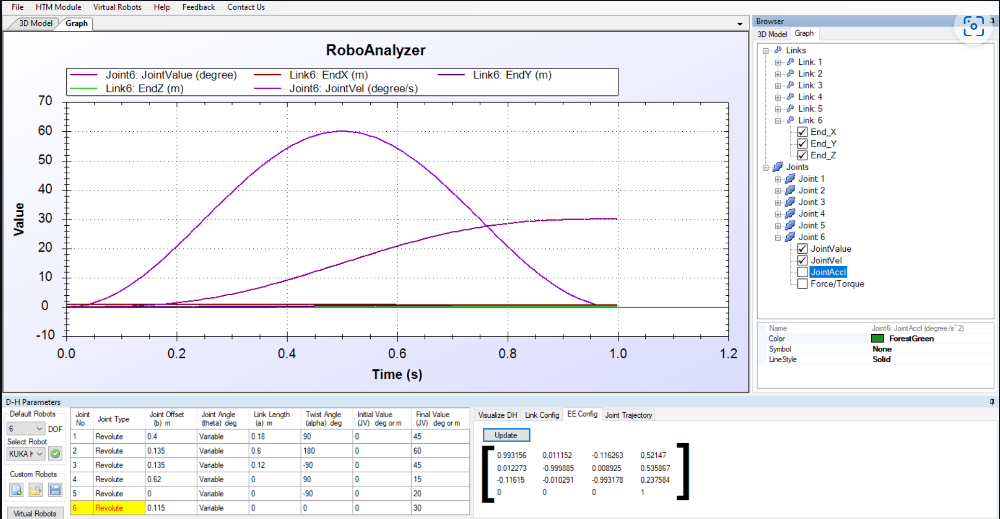 File HTM Module Virtual Robots Help Feedback Contact Us
3D Model Graph
RoboAnalyzer
Joint6: JointValue (degree) Link6: EndX (m) Link6: EndY (m)
Link6: EndZ (m) Joint6: JointVel (degree/s)
70
60
50
40
30
20
10
0
-10
Value
0.0 0.2 0.4 0.6 0.8 1.0 1.2
Time (s)
Browser
3D Model Graph
Links
Link: 1
Link: 2
Link: 3
Link: 4
Link: 5
Link: 6
End_X
End_Y
End_Z
Joints
Joint: 1
Joint: 2
Joint: 3
Joint: 4
Joint: 5
Joint: 6
JointValue
JointVel
JointAccl
Force/Torque
Name Joint6: JointAccl (degree/s^2)
Color ForestGreen
Symbol None
LineStyle Solid
D-H Parameters
Default Robots
6 DOF
Select Robot
KUKA
Custom Robots
Virtual Robots
Joint No Joint Type Joint Offset (b) m Joint Angle (theta) deg Link Length (a) m Twist Angle (alpha) deg Initial Value (JV) deg or m Final Value (JV) deg or m
1 Revolute 0.4 Variable 0.18 90 0 45
2 Revolute 0.135 Variable 0.6 180 0 60
3 Revolute 0.135 Variable 0.12 -90 0 45
4 Revolute 0.62 Variable 0 90 0 15
5 Revolute 0 Variable 0 -90 0 20
6 Revolute 0.115 Variable 0 0 0 30
Visualize DH Link Config EE Config Joint Trajectory
Update
0.993156 0.011152 -0.116263 0.52147
0.012273 -0.999885 0.008925 0.535867
-0.11615 -0.010291 -0.993178 0.237584
0 0 0 1